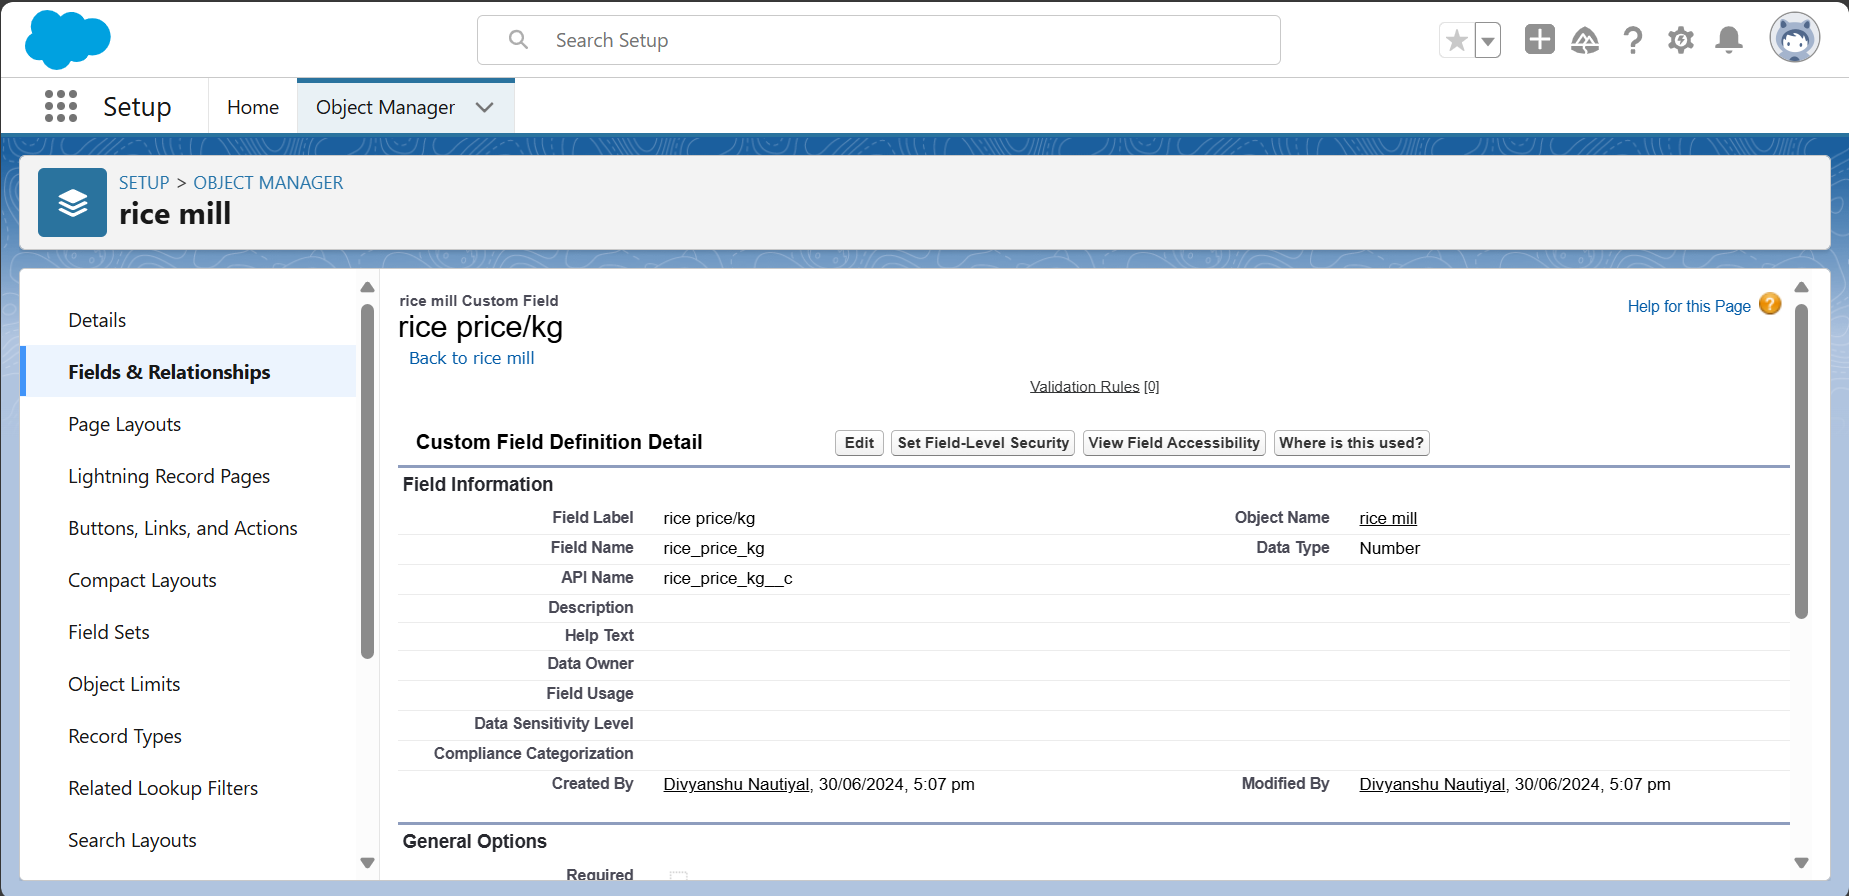 Search Setup
Setup
Home
Object Manager
SETUP > OBJECT MANAGER
rice mill
Details
Fields & Relationships
Page Layouts
Lightning Record Pages
Buttons, Links, and Actions
Compact Layouts
Field Sets
Object Limits
Record Types
Related Lookup Filters
Search Layouts
rice mill Custom Field
rice price/kg
Back to rice mill
Help for this Page ?
Validation Rules [0]
Custom Field Definition Detail
Edit
Set Field-Level Security
View Field Accessibility
Where is this used?
Field Information
Field Label rice price/kg Object Name rice mill
Field Name rice_price_kg Data Type Number
API Name rice_price_kg__c
Description
Help Text
Data Owner
Field Usage
Data Sensitivity Level
Compliance Categorization
Created By Divyanshu Nautiyal, 30/06/2024, 5:07 pm Modified By Divyanshu Nautiyal, 30/06/2024, 5:07 pm
General Options
Required